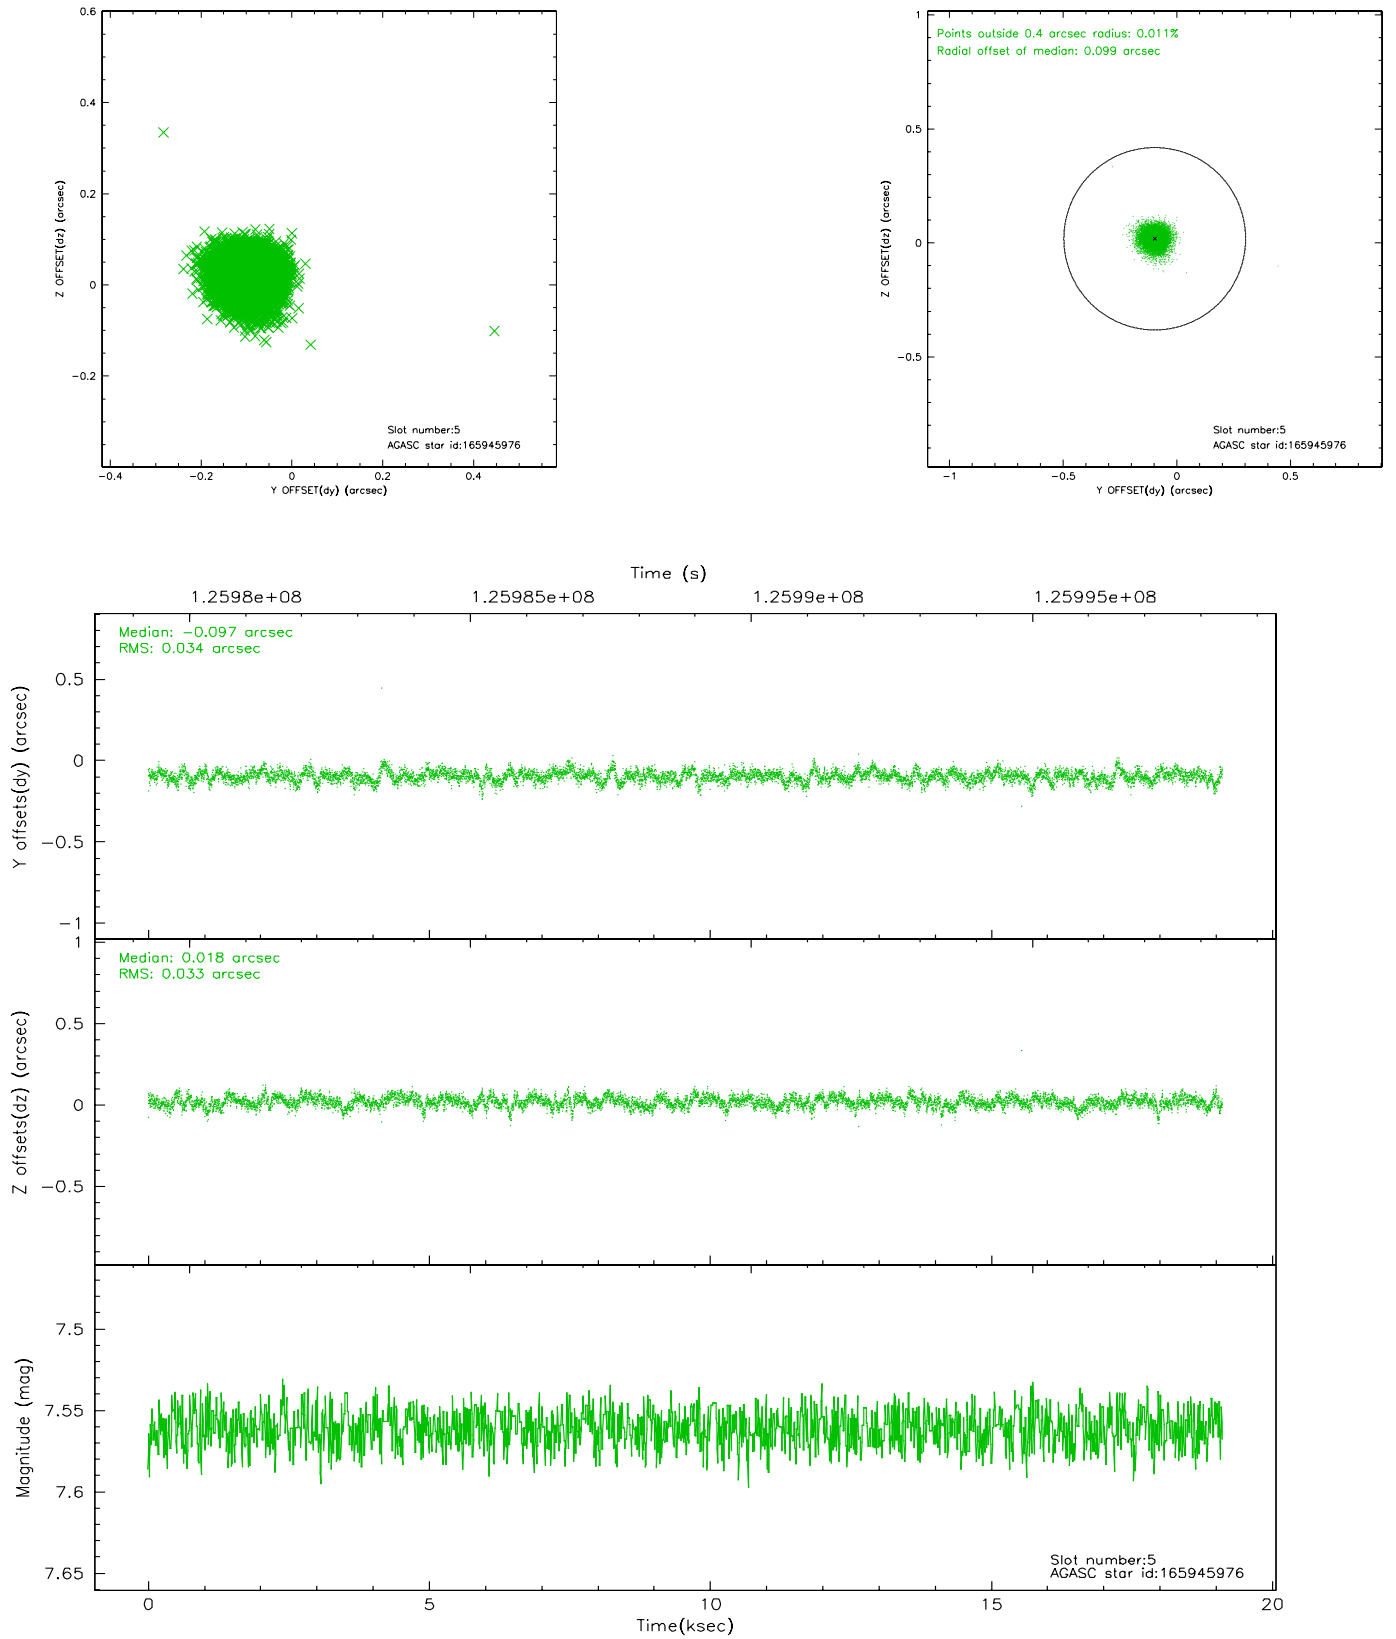 0.6
0.4
0.2
0
−0.2
−0.4
−0.2
0
0.2
0.4
Z OFFSET(dz) (arcsec)
Y OFFSET(dy) (arcsec)
Slot number:5
AGASC star id:165945976
Points outside 0.4 arcsec radius: 0.011%
Radial offset of median: 0.099 arcsec
1
0.5
0
−0.5
−1
−0.5
0
0.5
Z OFFSET(dz) (arcsec)
Y OFFSET(dy) (arcsec)
Slot number:5
AGASC star id:165945976
Time (s)
1.2598e+08
1.25985e+08
1.2599e+08
1.25995e+08
Median: −0.097 arcsec
RMS: 0.034 arcsec
0.5
0
−0.5
−1
Y offsets(dy) (arcsec)
Median: 0.018 arcsec
RMS: 0.033 arcsec
1
0.5
0
−0.5
Z offsets(dz) (arcsec)
7.5
7.55
7.6
7.65
Magnitude (mag)
Slot number:5
AGASC star id:165945976
0
5
10
15
20
Time(ksec)